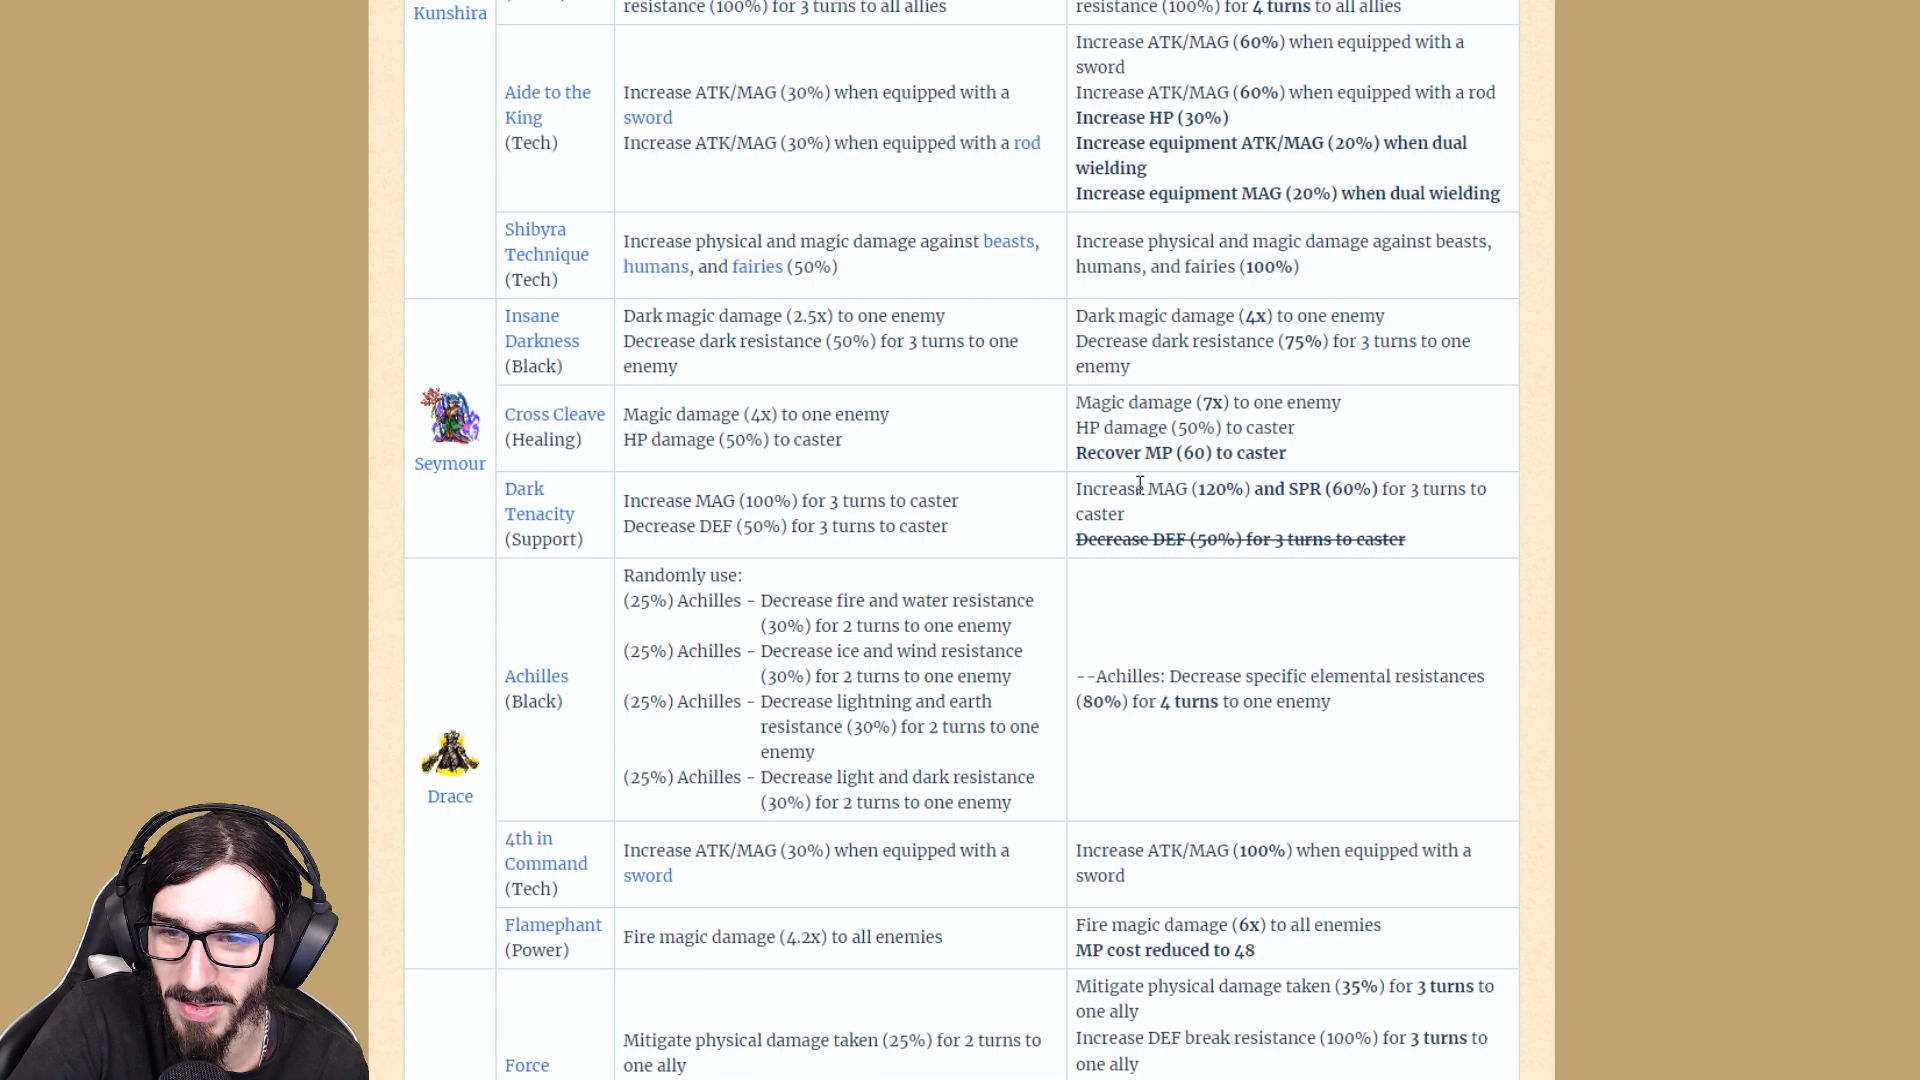 Kunshira
resistance (100%) for 3 turns to all allies
resistance (100%) for 4 turns to all allies
Aide to the
King
(Tech)
Increase ATK/MAG (30%) when equipped with a
sword
Increase ATK/MAG (30%) when equipped with a rod
Increase ATK/MAG (60%) when equipped with a
sword
Increase ATK/MAG (60%) when equipped with a rod
Increase HP (30%)
Increase equipment ATK/MAG (20%) when dual
wielding
Increase equipment MAG (20%) when dual wielding
Shibyra
Technique
(Tech)
Increase physical and magic damage against beasts,
humans, and fairies (50%)
Increase physical and magic damage against beasts,
humans, and fairies (100%)
Seymour
Insane
Darkness
(Black)
Dark magic damage (2.5x) to one enemy
Decrease dark resistance (50%) for 3 turns to one
enemy
Dark magic damage (4x) to one enemy
Decrease dark resistance (75%) for 3 turns to one
enemy
Cross Cleave
(Healing)
Magic damage (4x) to one enemy
HP damage (50%) to caster
Magic damage (7x) to one enemy
HP damage (50%) to caster
Recover MP (60) to caster
Dark
Tenacity
(Support)
Increase MAG (100%) for 3 turns to caster
Decrease DEF (50%) for 3 turns to caster
Increase MAG (120%) and SPR (60%) for 3 turns to
caster
Decrease DEF (50%) for 3 turns to caster
Drace
Achilles
(Black)
Randomly use:
(25%) Achilles - Decrease fire and water resistance
(30%) for 2 turns to one enemy
(25%) Achilles - Decrease ice and wind resistance
(30%) for 2 turns to one enemy
(25%) Achilles - Decrease lightning and earth
resistance (30%) for 2 turns to one
enemy
(25%) Achilles - Decrease light and dark resistance
(30%) for 2 turns to one enemy
--Achilles: Decrease specific elemental resistances
(80%) for 4 turns to one enemy
4th in
Command
(Tech)
Increase ATK/MAG (30%) when equipped with a
sword
Increase ATK/MAG (100%) when equipped with a
sword
Flamephant
(Power)
Fire magic damage (4.2x) to all enemies
Fire magic damage (6x) to all enemies
MP cost reduced to 48
Force
Mitigate physical damage taken (25%) for 2 turns to
one ally
Mitigate physical damage taken (35%) for 3 turns to
one ally
Increase DEF break resistance (100%) for 3 turns to
one ally